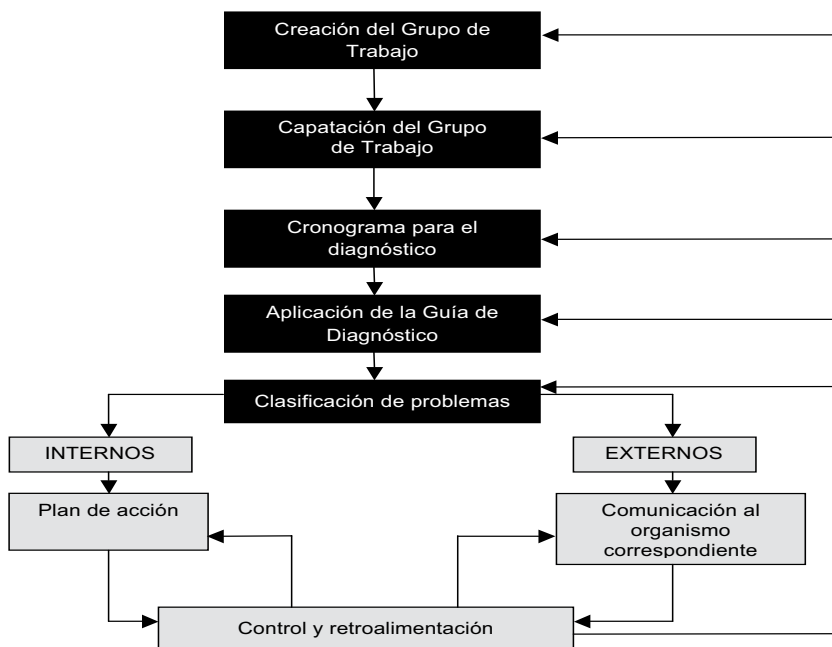 Creación del Grupo de
Trabajo
Capatación del Grupo
de Trabajo
Cronograma para el
diagnóstico
Aplicación de la Guía de
Diagnóstico
Clasificación de problemas
INTERNOS
EXTERNOS
Plan de acción
Comunicación al
organismo
correspondiente
Control y retroalimentación